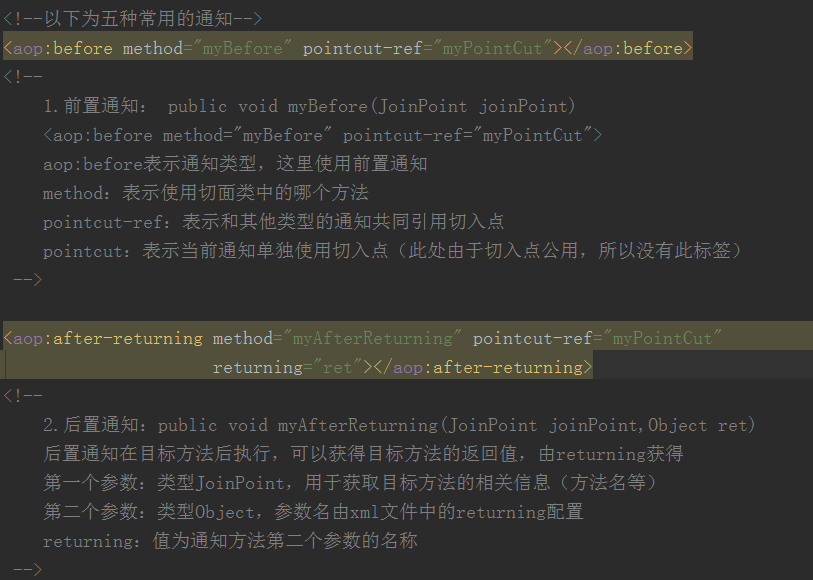 <!--以下为五种常用的通知-->
<aop:before method="myBefore" pointcut-ref="myPointCut"></aop:before>
<!--
1.前置通知： public void myBefore(JoinPoint joinPoint)
<aop:before method="myBefore" pointcut-ref="myPointCut">
aop:before表示通知类型，这里使用前置通知
method：表示使用切面类中的哪个方法
pointcut-ref：表示和其他类型的通知共同引用切入点
pointcut：表示当前通知单独使用切入点（此处由于切入点公用，所以没有此标签）
-->
<aop:after-returning method="myAfterReturning" pointcut-ref="myPointCut"
returning="ret"></aop:after-returning>
<!--
2.后置通知：public void myAfterReturning(JoinPoint joinPoint,Object ret)
后置通知在目标方法后执行，可以获得目标方法的返回值，由returning获得
第一个参数：类型JoinPoint，用于获取目标方法的相关信息（方法名等）
第二个参数：类型Object，参数名由xml文件中的returning配置
returning：值为通知方法第二个参数的名称
-->